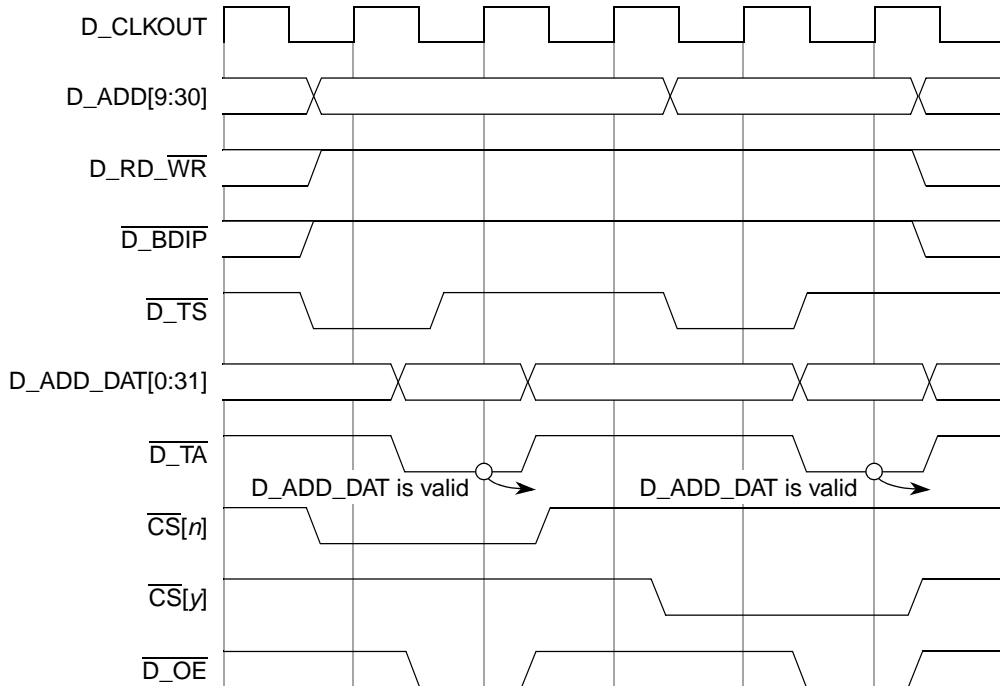 D_CLKOUT
D_ADD[9:30]
D_RD_WR
D_BDIP
D_TS
D_ADD_DAT[0:31]
D_TA
D_ADD_DAT is valid D_ADD_DAT is valid
CS[n]
CS[y]
D_OE